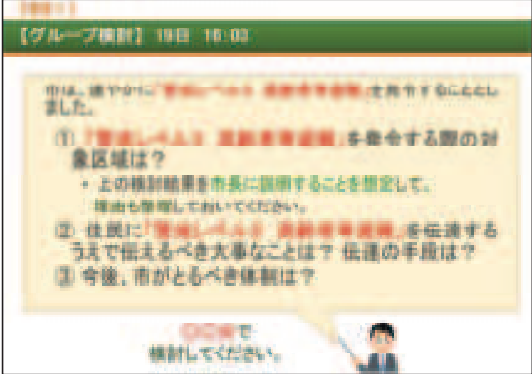 【グループ検討】 19日 16:03
市は、速やかに「警戒レベル3 高齢者等避難」を発令することとし
ました。
① 「警戒レベル3 高齢者等避難」を発令する際の対
象区域は?
・ 上の検討結果を市長に説明することを想定して、
理由も整理しておいてください。
② 住民に「警戒レベル3 高齢者等避難」を伝達する
うえで伝えるべき大事なことは? 伝達の手段は?
③ 今後、市がとるべき体制は?
で
検討してください。